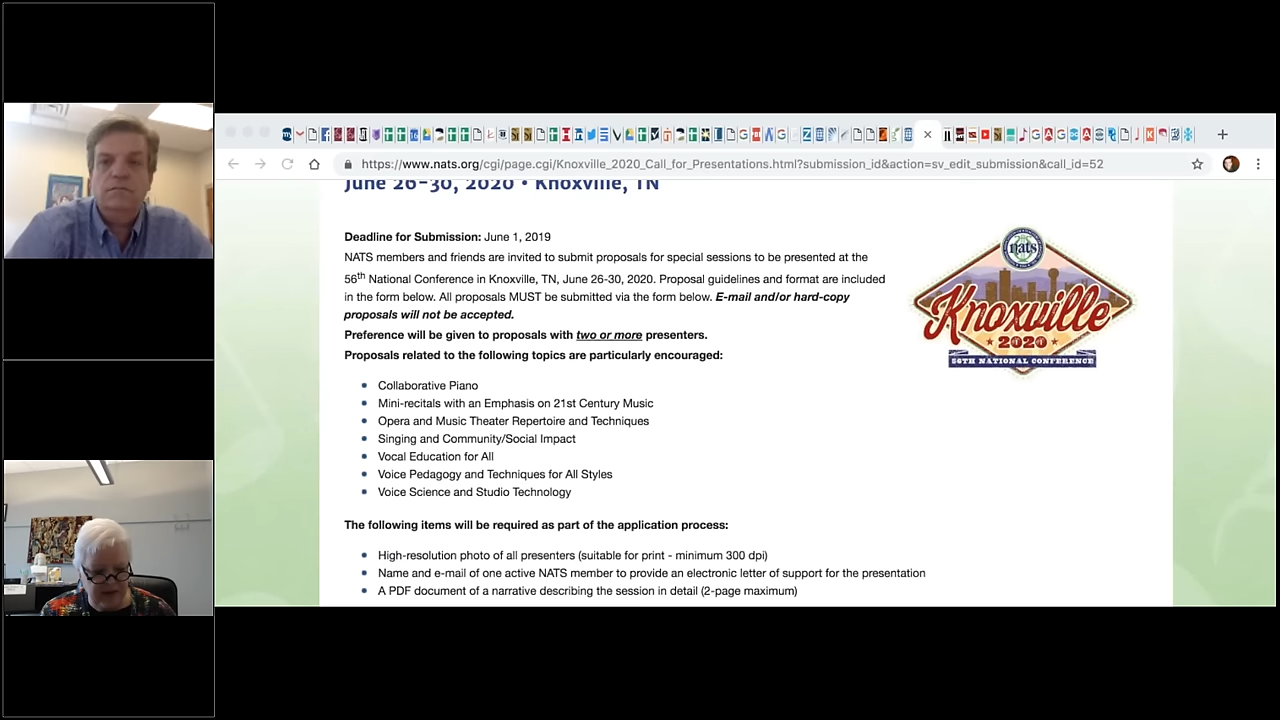 https://www.nats.org/cgi/page.cgi/Knoxville_2020_Call_for_Presentations.html?submission_id&action=sv_edit_submission&call_id=52
June 26-30, 2020 • Knoxville, TN
Deadline for Submission: June 1, 2019
NATS members and friends are invited to submit proposals for special sessions to be presented at the
56th National Conference in Knoxville, TN, June 26-30, 2020. Proposal guidelines and format are included
in the form below. All proposals MUST be submitted via the form below. E-mail and/or hard-copy
proposals will not be accepted.
Preference will be given to proposals with two or more presenters.
Proposals related to the following topics are particularly encouraged:
• Collaborative Piano
• Mini-recitals with an Emphasis on 21st Century Music
• Opera and Music Theater Repertoire and Techniques
• Singing and Community/Social Impact
• Vocal Education for All
• Voice Pedagogy and Techniques for All Styles
• Voice Science and Studio Technology
The following items will be required as part of the application process:
• High-resolution photo of all presenters (suitable for print - minimum 300 dpi)
• Name and e-mail of one active NATS member to provide an electronic letter of support for the presentation
• A PDF document of a narrative describing the session in detail (2-page maximum)
nats
Knoxville
2020
56TH NATIONAL CONFERENCE